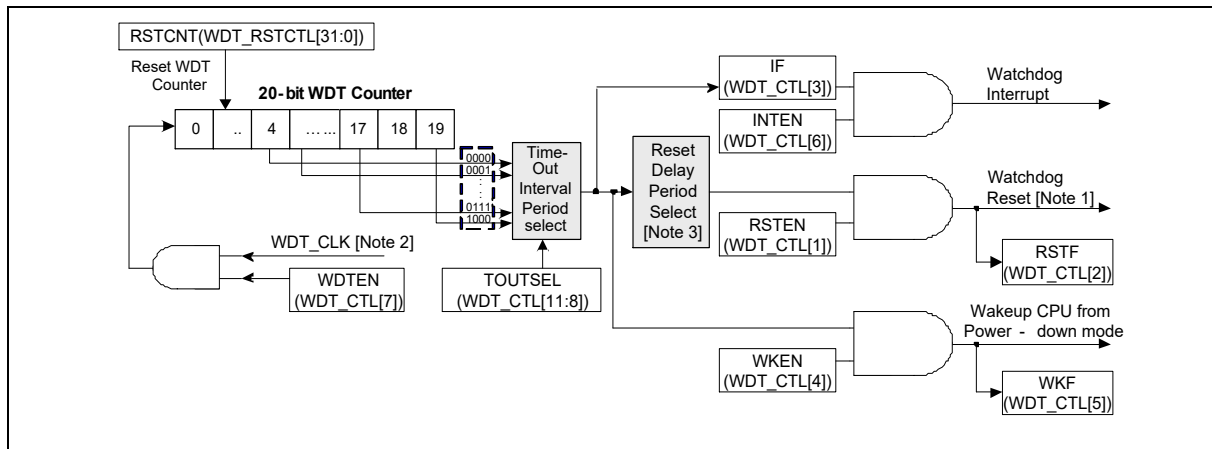 RSTCNT(WDT_RSTCTL[31:0])
Reset WDT
Counter
20-bit WDT Counter
0 .. 4 ... ... 17 18 19
0000
0001
0111
1000
Time-
Out
Interval
Period
select
TOUTSEL
(WDT_CTL[11:8])
WDT_CLK [Note 2]
WDTEN
(WDT_CTL[7])
IF
(WDT_CTL[3])
INTEN
(WDT_CTL[6])
Watchdog
Interrupt
Reset
Delay
Period
Select
[Note 3]
RSTEN
(WDT_CTL[1])
Watchdog
Reset [Note 1]
RSTF
(WDT_CTL[2])
WKEN
(WDT_CTL[4])
Wakeup CPU from
Power - down mode
WKF
(WDT_CTL[5])